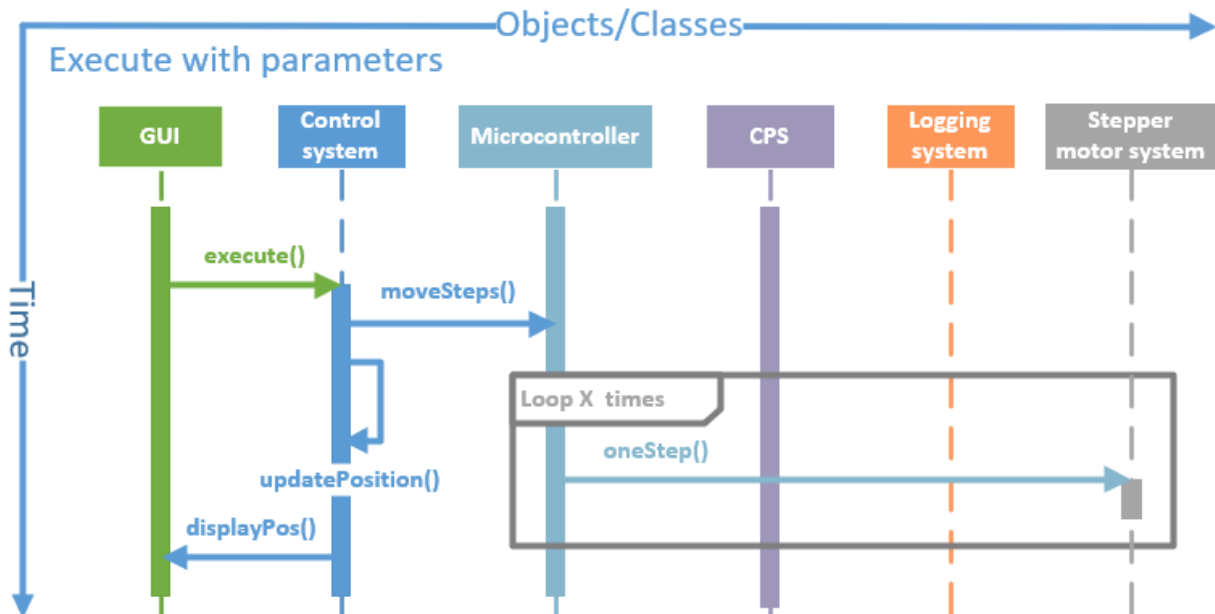 Objects/Classes
Execute with parameters
GUI
Control
system
Microcontroller
CPS
Logging
system
Stepper
motor system
execute()
Time
moveSteps()
Loop X times
oneStep()
updatePosition()
displayPos()